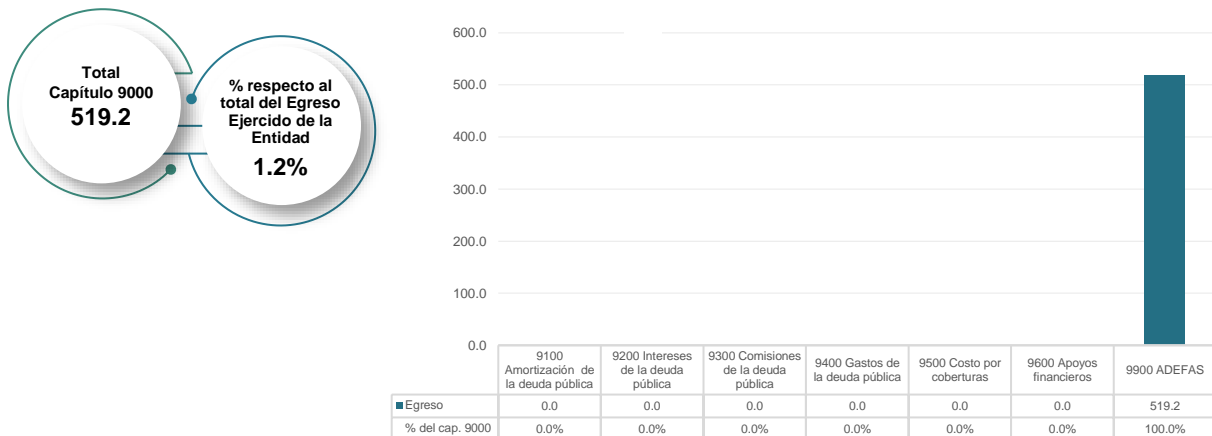 Total
Capítulo 9000
519.2
% respecto al
total del Egreso
Ejercido de la
Entidad
1.2%
600.0
500.0
400.0
300.0
200.0
100.0
0.0
9100
Amortización de
la deuda pública
9200 Intereses
de la deuda
pública
9300 Comisiones
de la deuda
pública
9400 Gastos de
la deuda pública
9500 Costo por
coberturas
9600 Apoyos
financieros
9900 ADEFAS
Egreso 0.0 0.0 0.0 0.0 0.0 0.0 519.2
% del cap. 9000 0.0% 0.0% 0.0% 0.0% 0.0% 0.0% 100.0%